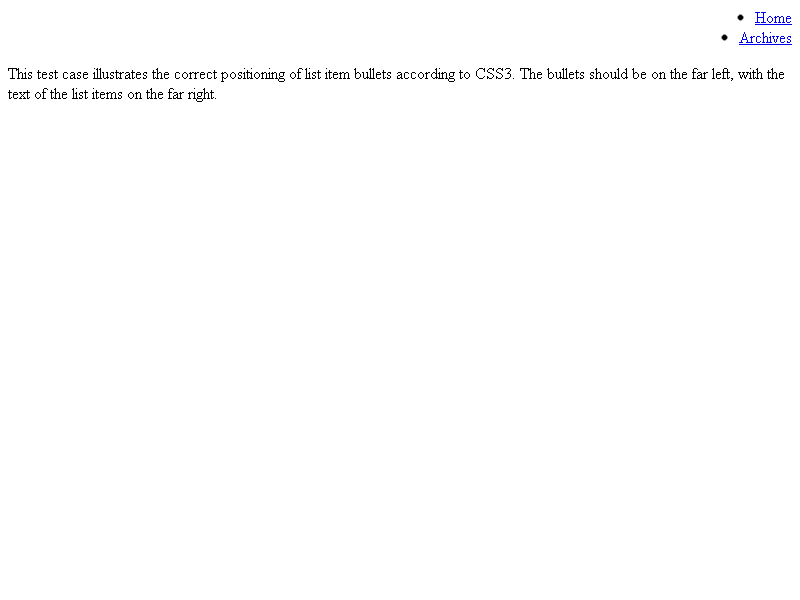 Home
Archives
This test case illustrates the correct positioning of list item bullets according to CSS3. The bullets should be on the far left, with the
text of the list items on the far right.